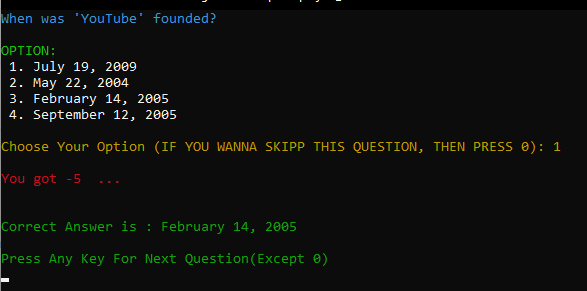 When was 'YouTube' founded?
OPTION:
1. July 19, 2009
2. May 22, 2004
3. February 14, 2005
4. September 12, 2005
Choose Your Option (IF YOU WANNA SKIPP THIS QUESTION, THEN PRESS 0): 1
You got -5  ...
Correct Answer is : February 14, 2005
Press Any Key For Next Question(Except 0)